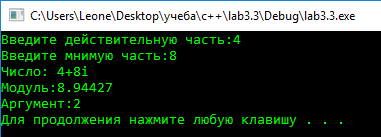 C:\Users\Leone\Desktop\учеба\c++\lab3.3\Debug\lab3.3.exe
Введите действительную часть:4
Введите мнимую часть:8
Число: 4+8i
Модуль:8.94427
Аргумент:2
Для продолжения нажмите любую клавишу . . .